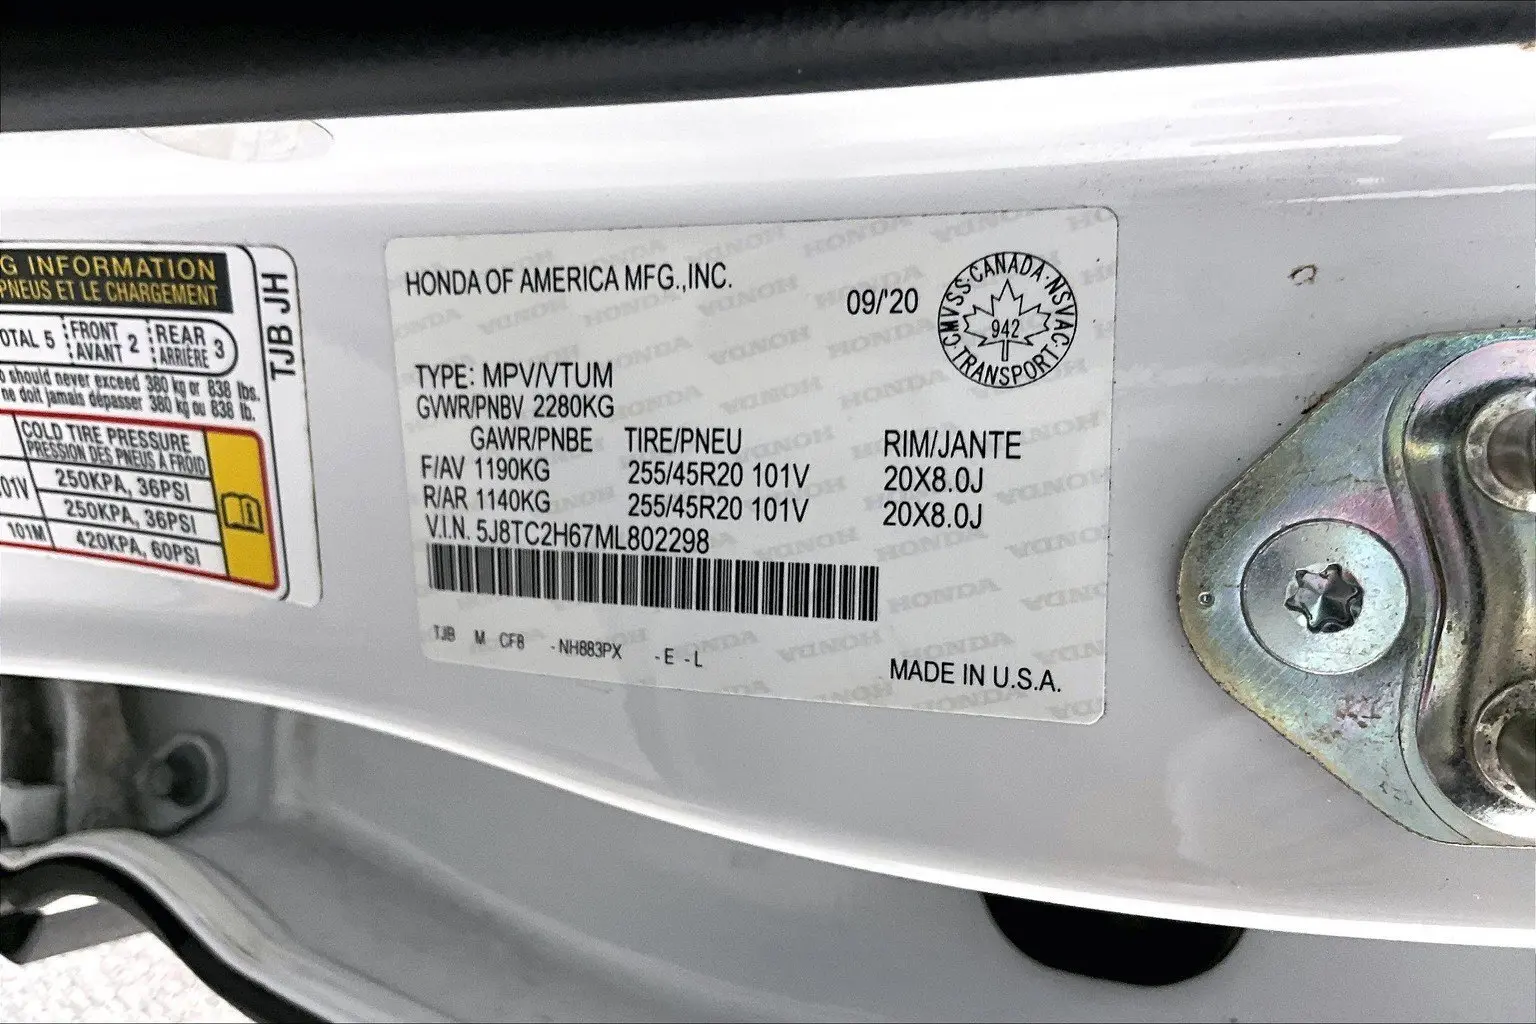 G INFORMATION
PNEUS ET LE CHARGEMENT
OTAL 5 FRONT AVANT 2 REAR ARRIÈRE 3
should never exceed 380 kg or 838 lbs.
ne doit jamais dépasser 380 kg ou 838 lb.
COLD TIRE PRESSURE
PRESSION DES PNEUS À FROID
01V 250KPA, 36PSI
250KPA, 36PSI
101M 420KPA, 60PSI
TJB JH
HONDA OF AMERICA MFG.,INC.
09/'20
CMVSS·CANADA·NSVAC·TRANSPORT·
942
TYPE: MPV/VTUM
GVWR/PNBV 2280KG
GAWR/PNBE TIRE/PNEU RIM/JANTE
F/AV 1190KG 255/45R20 101V 20X8.0J
R/AR 1140KG 255/45R20 101V 20X8.0J
V.I.N. 5J8TC2H67ML802298
TJB M CF8 -NH883PX -E -L
MADE IN U.S.A.